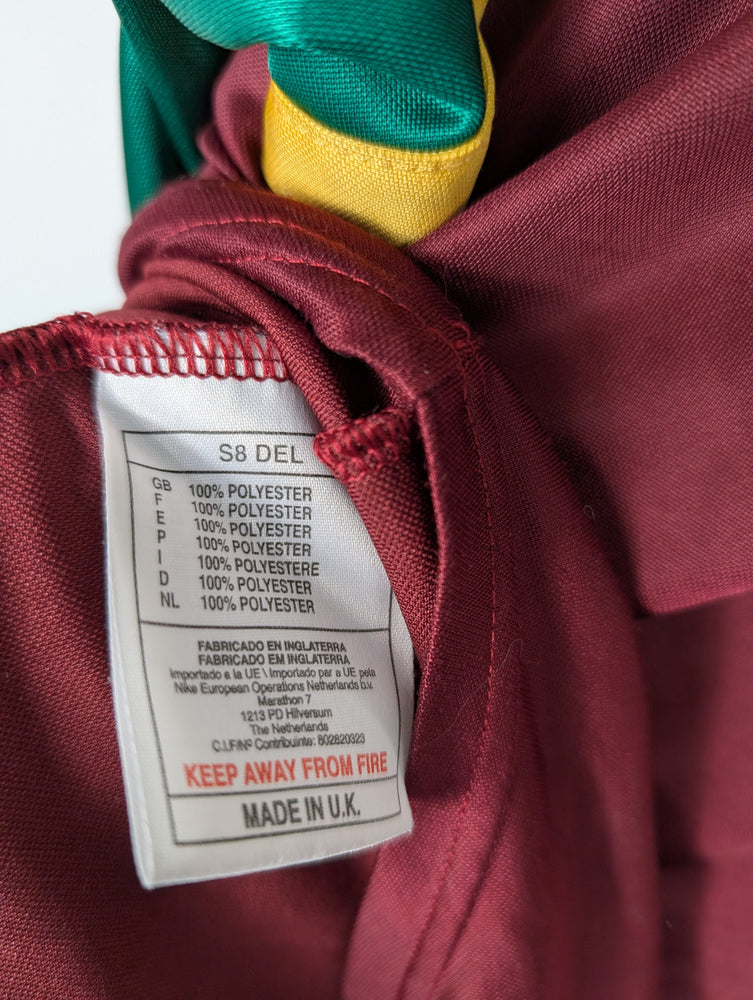 S8 DEL
GB 100% POLYESTER
F 100% POLYESTER
E 100% POLYESTER
P 100% POLYESTER
I 100% POLYESTERE
D 100% POLYESTER
NL 100% POLYESTER
FABRICADO EN INGLATERRA
FABRICADO EM INGLATERRA
Importado a la UE \ Importado par a UE pela
Nike European Operations Netherlands b.v.
Marathon 7
1213 PD Hilversum
The Netherlands
C.I.F/Nº Contribuinte: 802820323
KEEP AWAY FROM FIRE
MADE IN U.K.